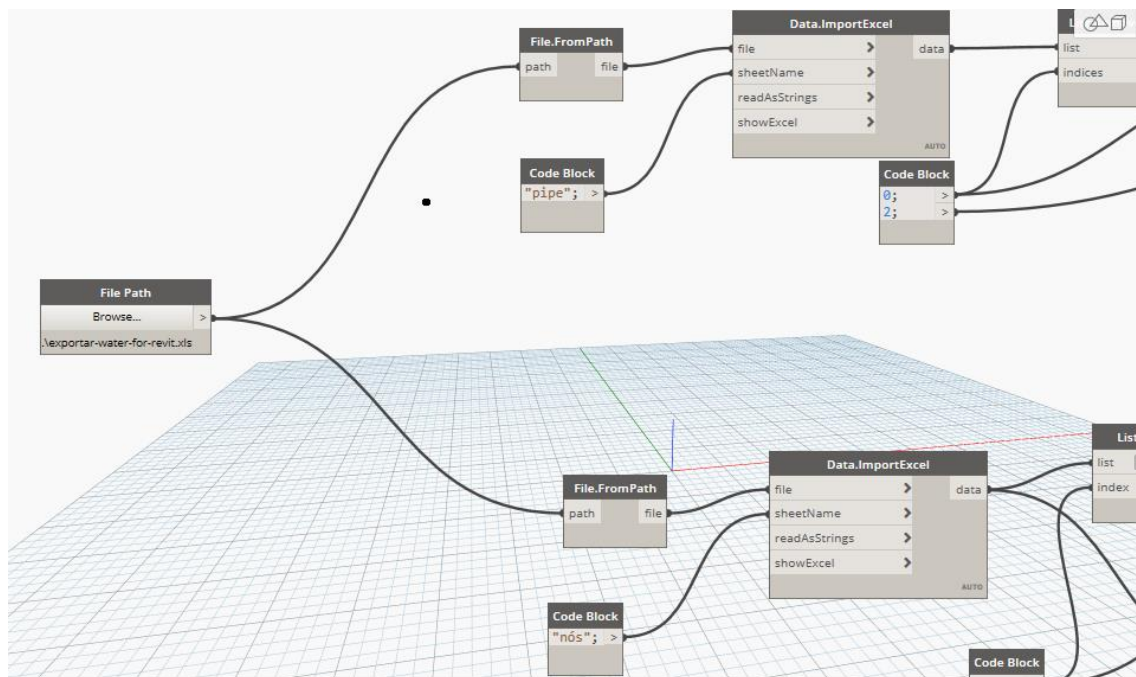 File.FromPath
path
file
Data.ImportExcel
file >
data
sheetName >
readAsStrings >
showExcel >
AUTO
L
list
indices
Code Block
"pipe"; >
Code Block
0; >
2; >
File Path
Browse... >
.\exportar-water-for-revit.xls
File.FromPath
path
file
Data.ImportExcel
file >
data
sheetName >
readAsStrings >
showExcel >
AUTO
List
list
index
Code Block
"nós"; >
Code Block